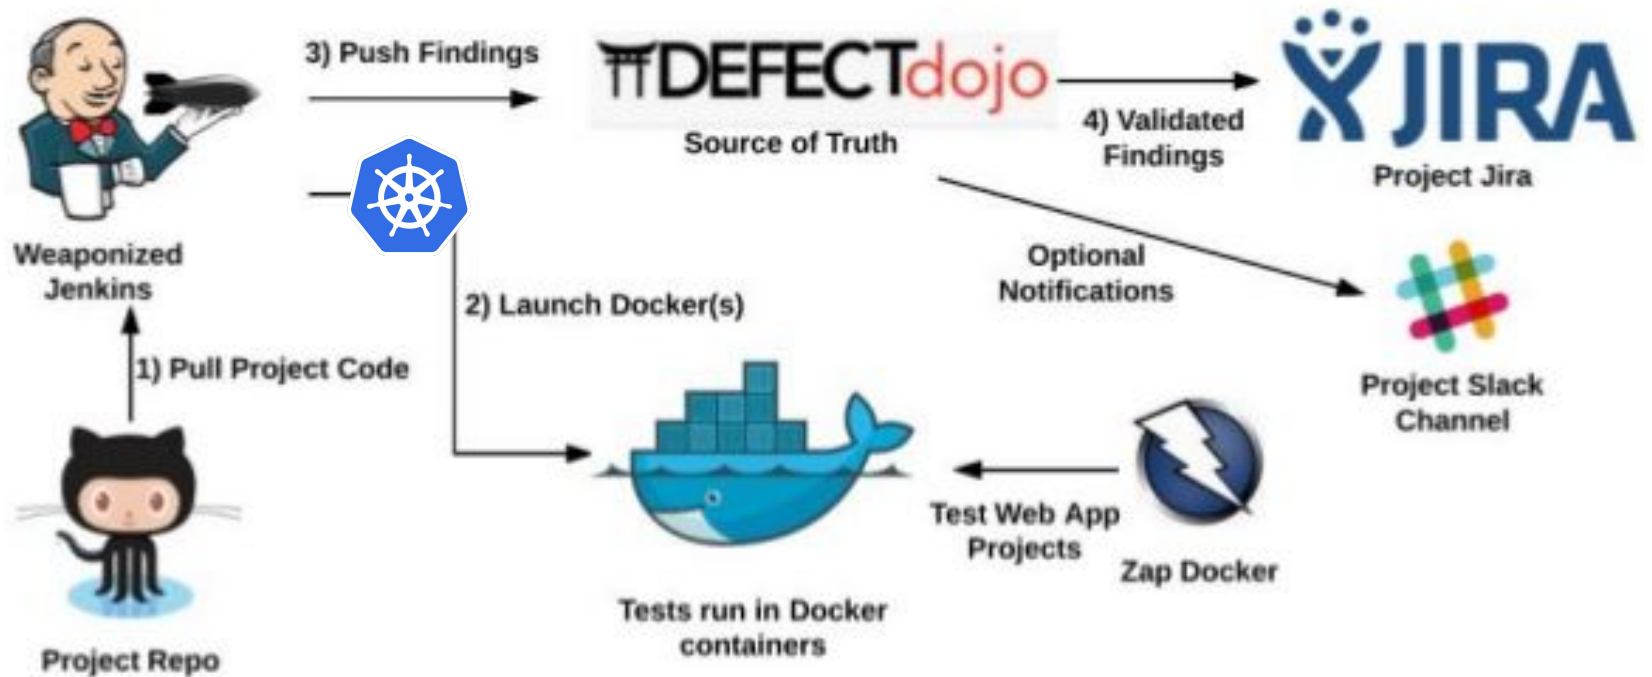 3) Push Findings
DEFECTdojo
Source of Truth
4) Validated
Findings
JIRA
Project Jira
Weaponized
Jenkins
Optional
Notifications
2) Launch Docker(s)
1) Pull Project Code
Project Slack
Channel
Test Web App
Projects
Zap Docker
Tests run in Docker
containers
Project Repo